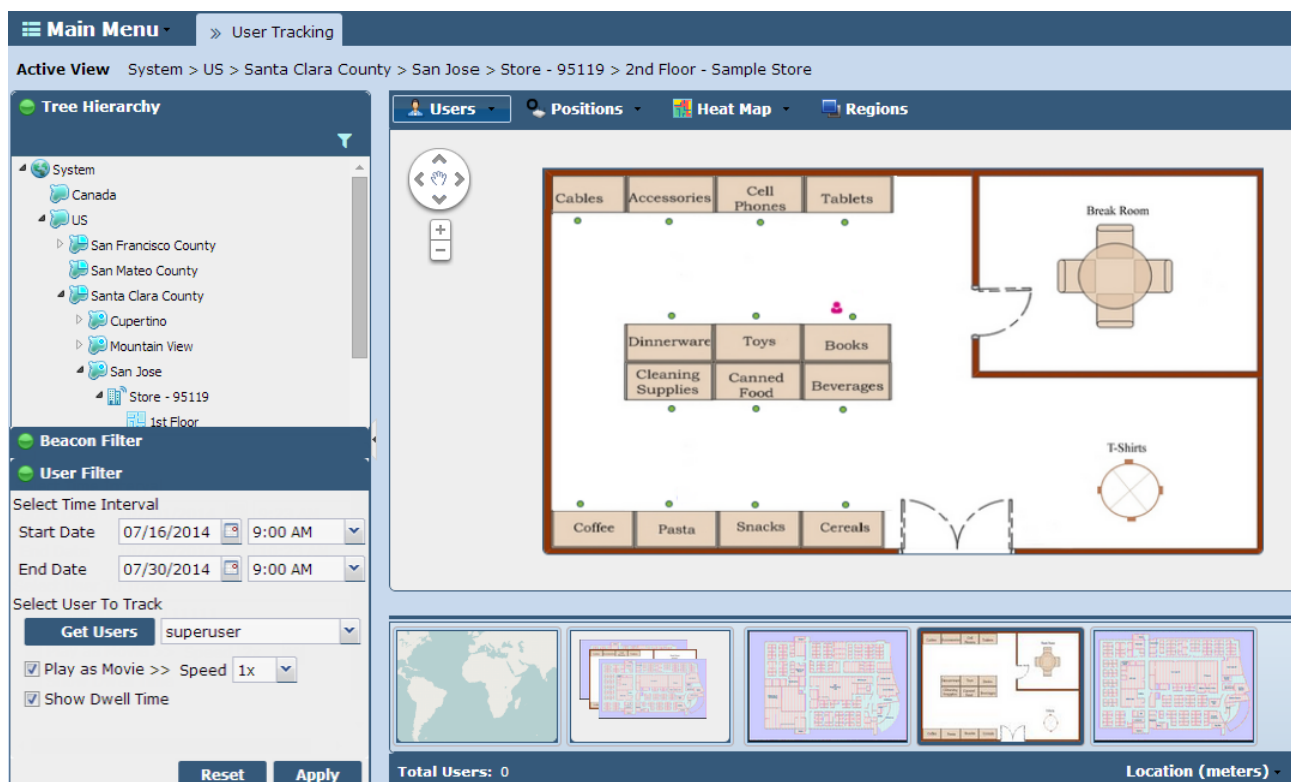 Main Menu
» User Tracking
Active View System > US > Santa Clara County > San Jose > Store - 95119 > 2nd Floor - Sample Store
Tree Hierarchy
System
Canada
US
San Francisco County
San Mateo County
Santa Clara County
Cupertino
Mountain View
San Jose
Store - 95119
1st Floor
Beacon Filter
User Filter
Select Time Interval
Start Date 07/16/2014 9:00 AM
End Date 07/30/2014 9:00 AM
Select User To Track
Get Users superuser
Play as Movie >> Speed 1x
Show Dwell Time
Reset Apply
Users Positions Heat Map Regions
Cables Accessories Cell Phones Tablets
Break Room
Dinnerware Toys Books
Cleaning Supplies Canned Food Beverages
T-Shirts
Coffee Pasta Snacks Cereals
Total Users: 0 Location (meters)